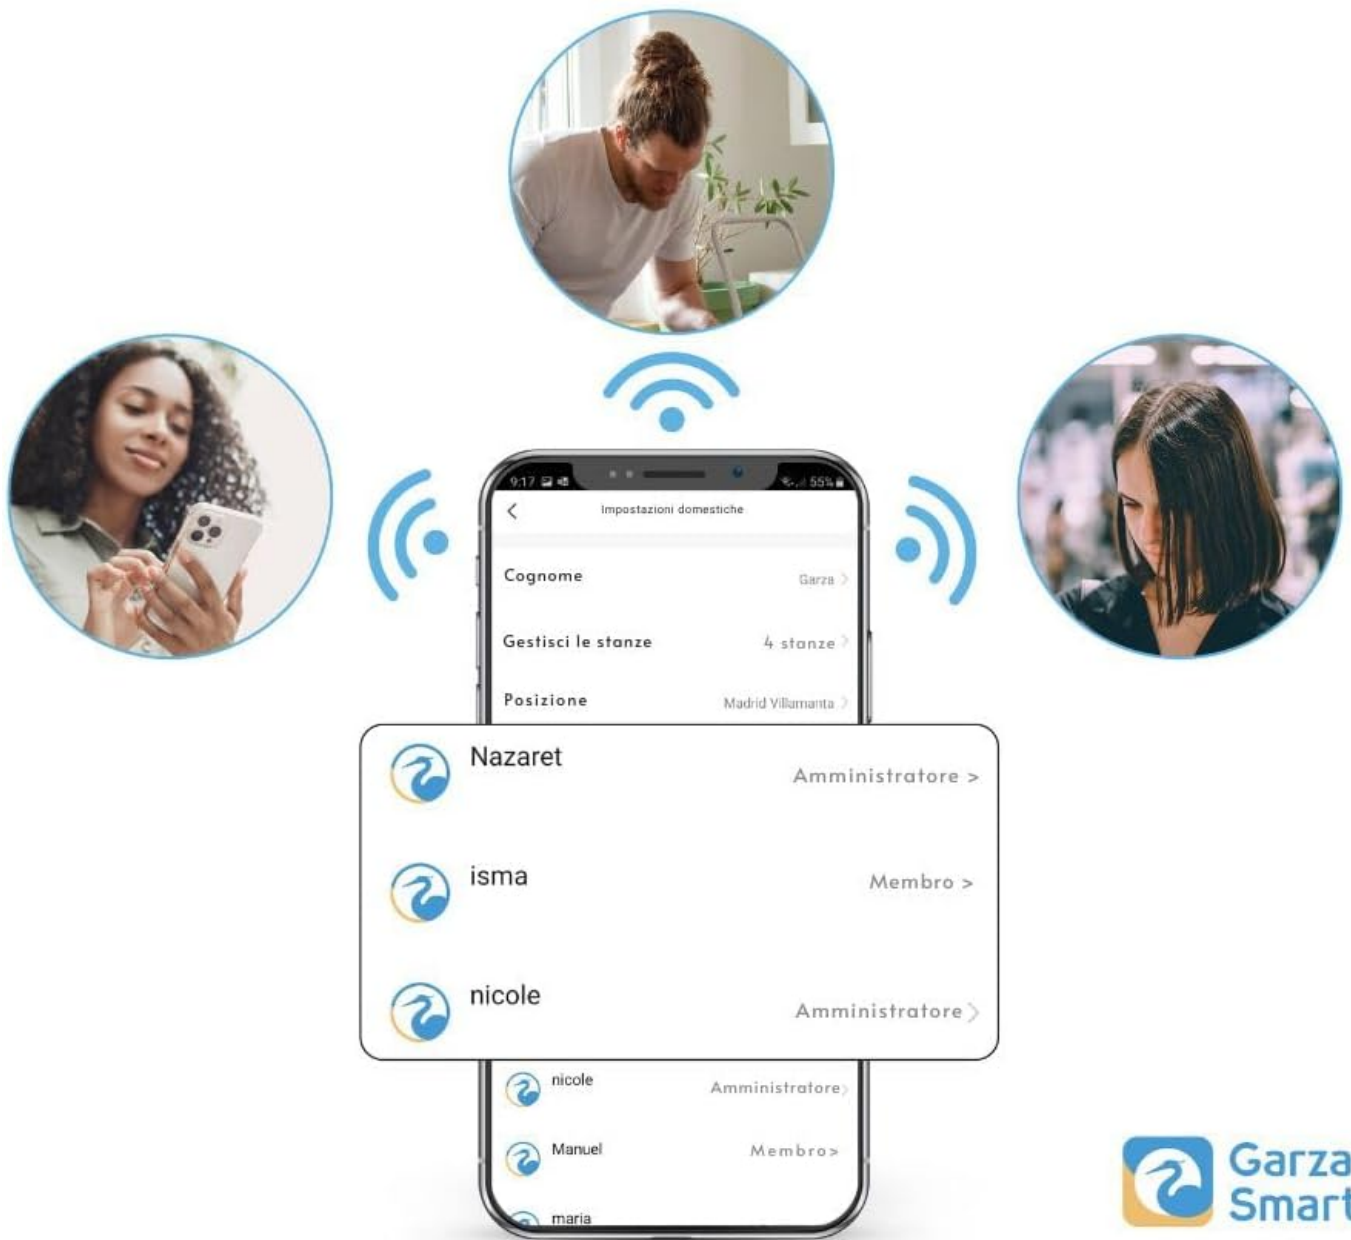 9:17
55%
Impostazioni domestiche
Cognome
Garza >
Gestisci le stanze
4 stanze >
Posizione
Madrid Villamanta >
Nazaret
Amministratore >
isma
Membro >
nicole
Amministratore >
nicole
Amministratore >
Manuel
Membro >
maria
Garza
Smart